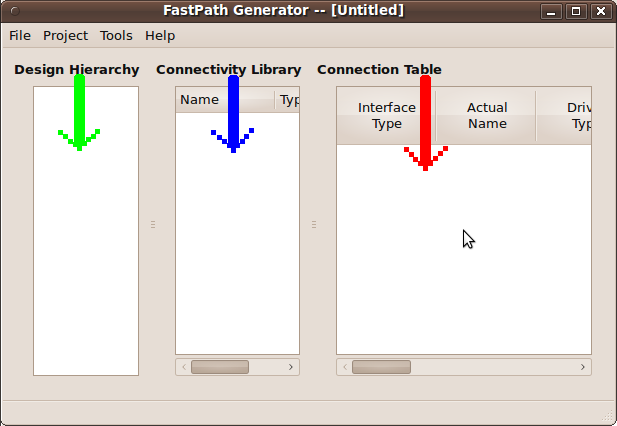 FastPath Generator -- [Untitled]
File Project Tools Help
Design Hierarchy Connectivity Library Connection Table
Name Typ
Interface Type Actual Name Driv Typ